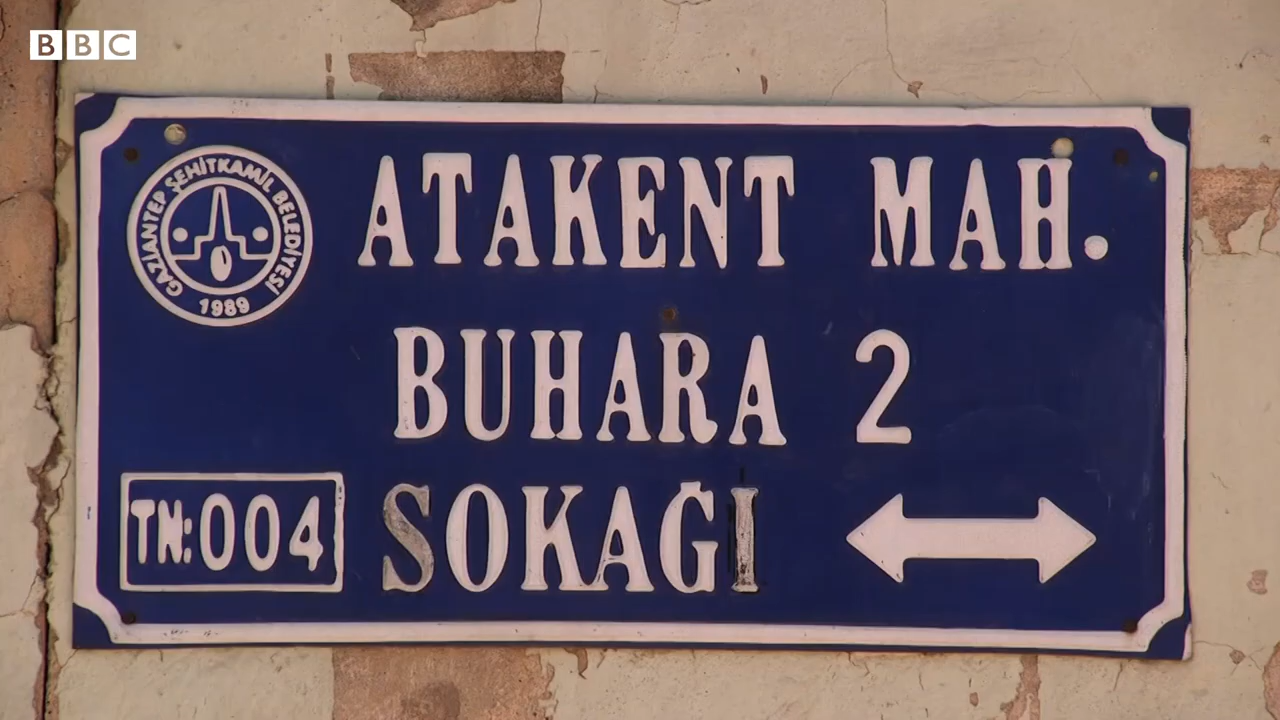 BBC
GAZİANTEP ŞEHİTKAMİL BELEDİYESİ
1989
ATAKENT MAH.
BUHARA 2
TN:004
SOKAĞI